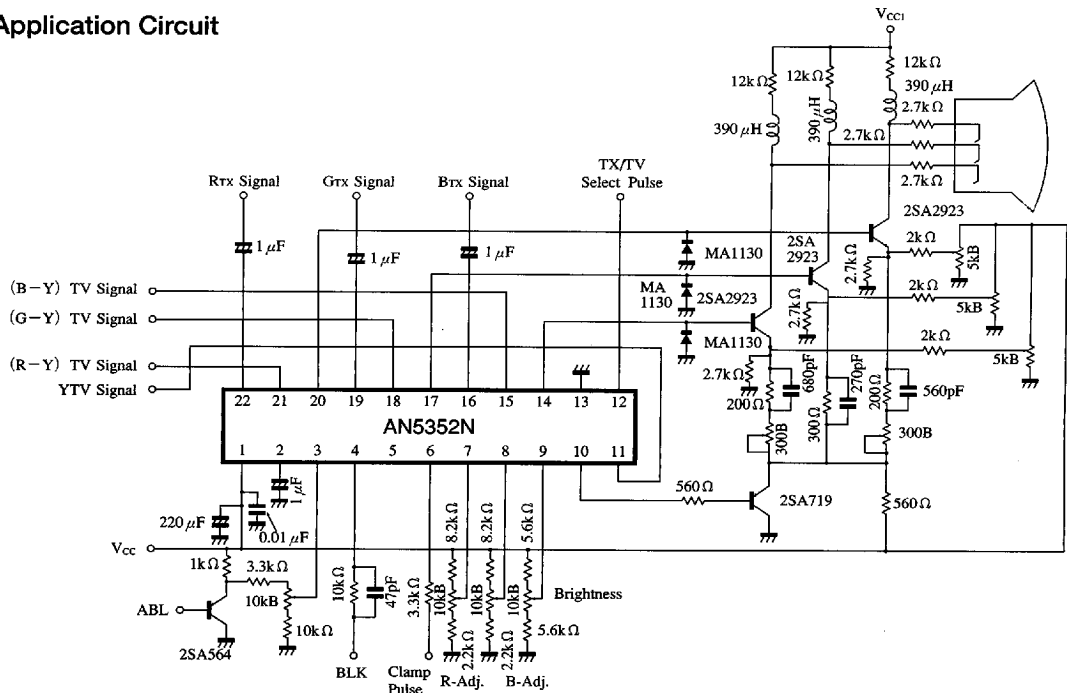 Application Circuit
VCC1
12kΩ
12kΩ
12kΩ
390μH
2.7kΩ
390μH
390μH
2.7kΩ
2.7kΩ
RTX Signal
GTX Signal
BTX Signal
TX/TV
Select Pulse
1μF
1μF
1μF
2SA2923
MA1130
2SA
2923
2kΩ
5kB
2.7kΩ
(B−Y) TV Signal
MA
1130
2SA2923
2kΩ
5kB
(G−Y) TV Signal
2.7kΩ
MA1130
2kΩ
5kB
(R−Y) TV Signal
YTV Signal
2.7kΩ
680pF
270pF
560pF
200Ω
300Ω
200Ω
300B
300B
22 21 20 19 18 17 16 15 14 13 12
AN5352N
1 2 3 4 5 6 7 8 9 10 11
560Ω
2SA719
560Ω
1μF
220μF
0.01μF
8.2kΩ
8.2kΩ
5.6kΩ
VCC
1kΩ
3.3kΩ
10kB
10kΩ
47pF
3.3kΩ
10kB
10kB
10kB
Brightness
ABL
10kΩ
2.2kΩ
2.2kΩ
5.6kΩ
2SA564
BLK
Clamp
Pulse
R-Adj.
B-Adj.